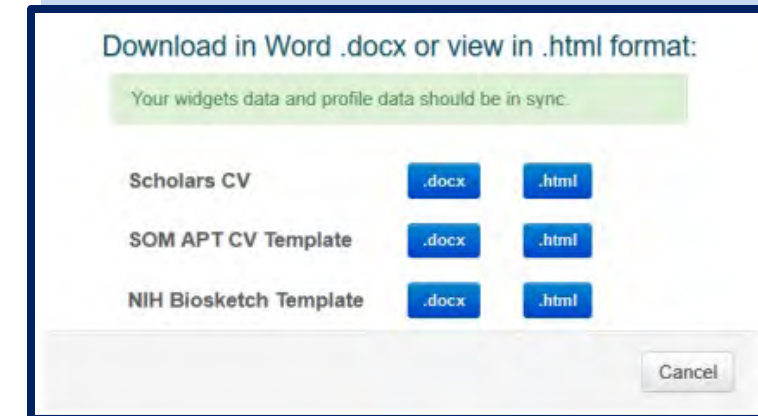 Download in Word .docx or view in .html format:
Your widgets data and profile data should be in sync.
Scholars CV .docx .html
SOM APT CV Template .docx .html
NIH Biosketch Template .docx .html
Cancel